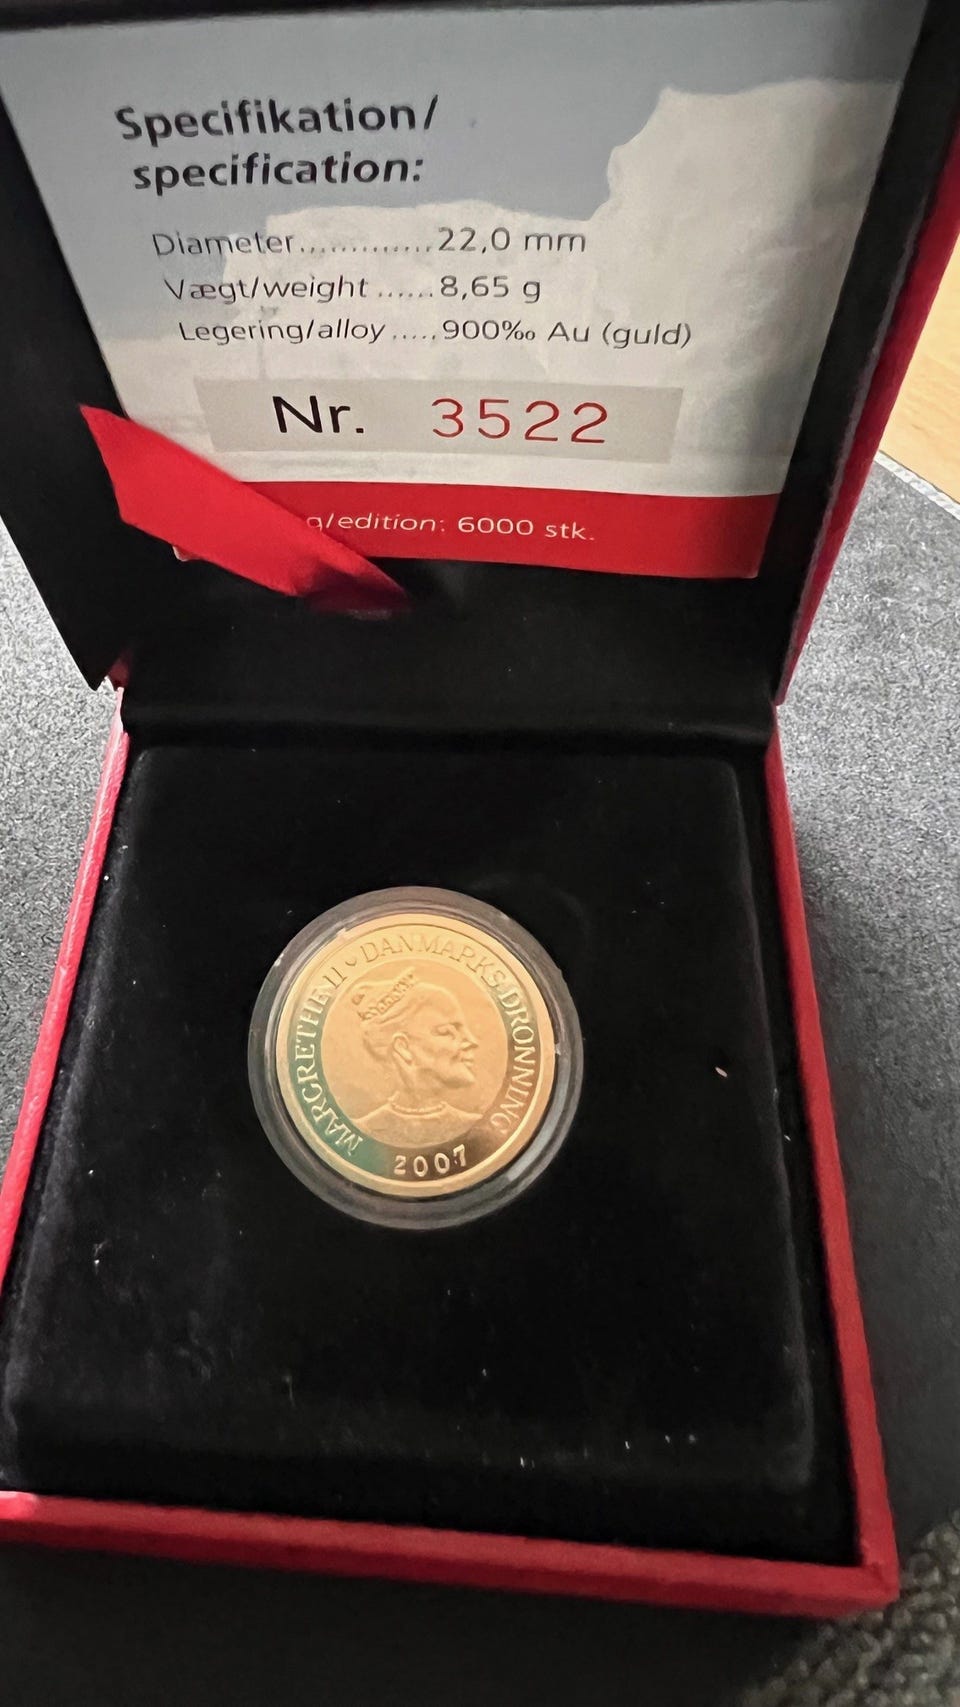 Specifikation/
specification:
Diameter.............22,0 mm
Vægt/weight ......8,65 g
Legering/alloy .....900‰ Au (guld)
Nr. 3522
g/edition: 6000 stk.
MARGRETHE II DANMARKS DRONNING
2007